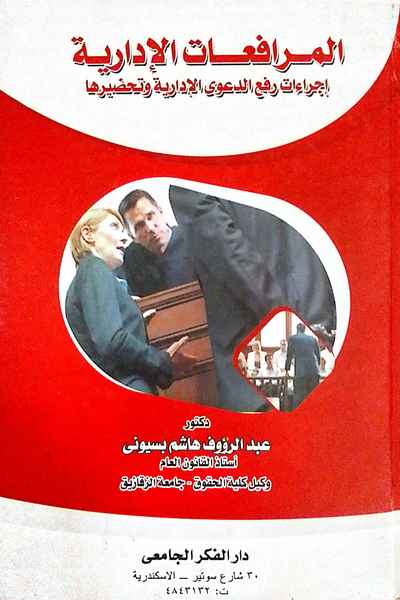 المرافعات الإدارية
إجراءات رفع الدعوى الإدارية وتحضيرها
دكتور
عبد الرؤوف هاشم بسيونى
أستاذ القانون العام
وكيل كلية الحقوق - جامعة الزقازيق
دار الفكر الجامعى
٣٠ شارع سوتير _ الاسكندرية
ت: ٤٨٤٣١٣٢